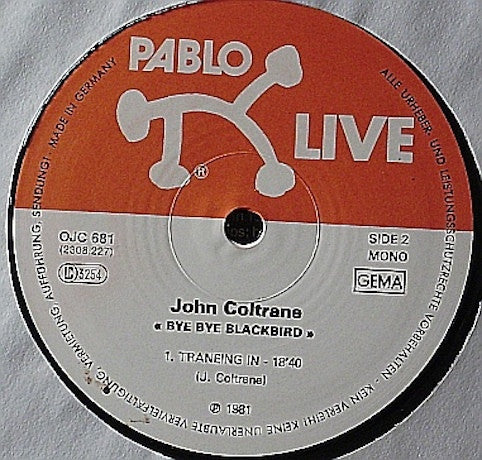 PABLO
LIVE
®
OJC 681
(2308 227)
LC 3254
SIDE 2
MONO
GEMA
John Coltrane
« BYE BYE BLACKBIRD »
1. TRANEING IN - 18'40
(J. Coltrane)
℗ 1981
MADE IN GERMANY
ALLE URHEBER- UND LEISTUNGSSCHUTZRECHTE VORBEHALTEN - KEIN VERLEIH! KEINE UNERLAUBTE VERVIELFÄLTIGUNG, VERMIETUNG, AUFFÜHRUNG, SENDUNG!